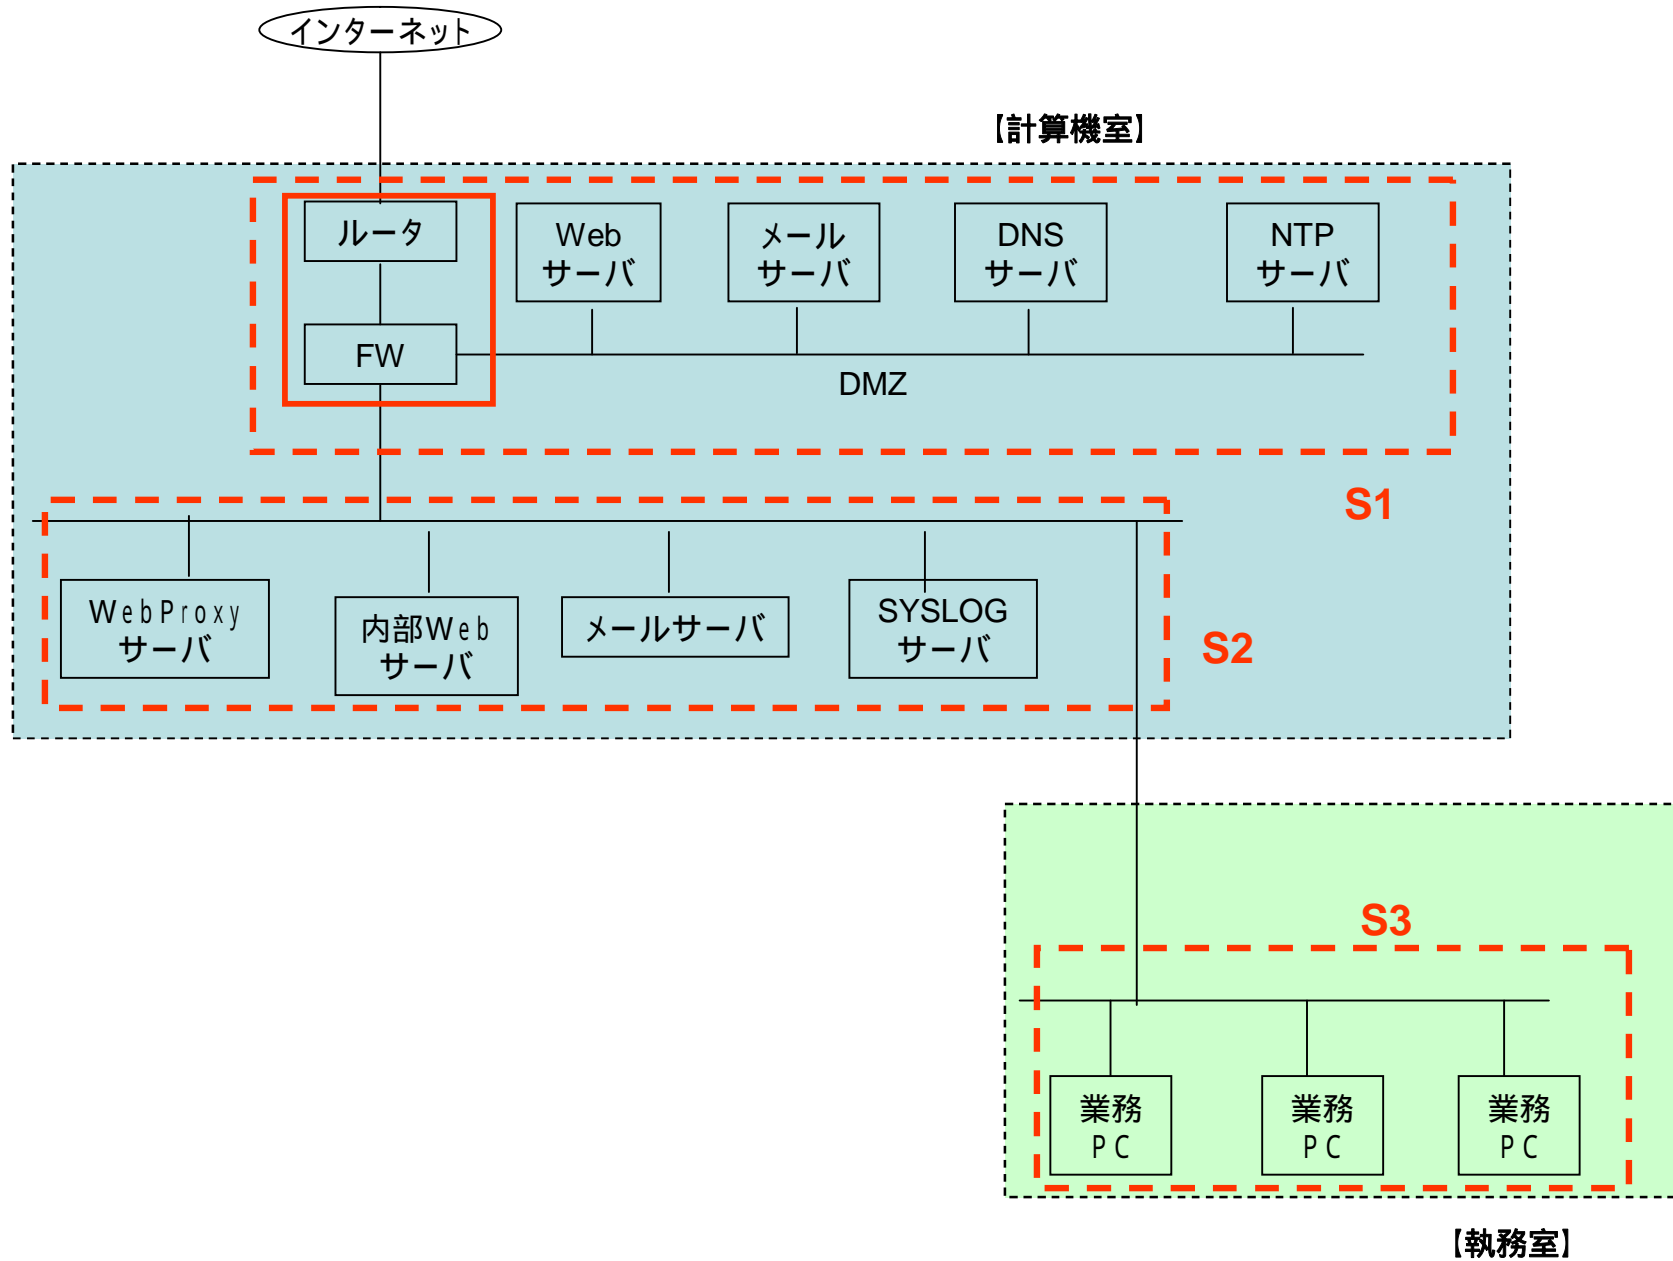 インターネット
【計算機室】
ルータ
Web
サーバ
メール
サーバ
DNS
サーバ
NTP
サーバ
FW
DMZ
S1
WebProxy
サーバ
内部Web
サーバ
メールサーバ
SYSLOG
サーバ
S2
S3
業務
PC
業務
PC
業務
PC
【執務室】